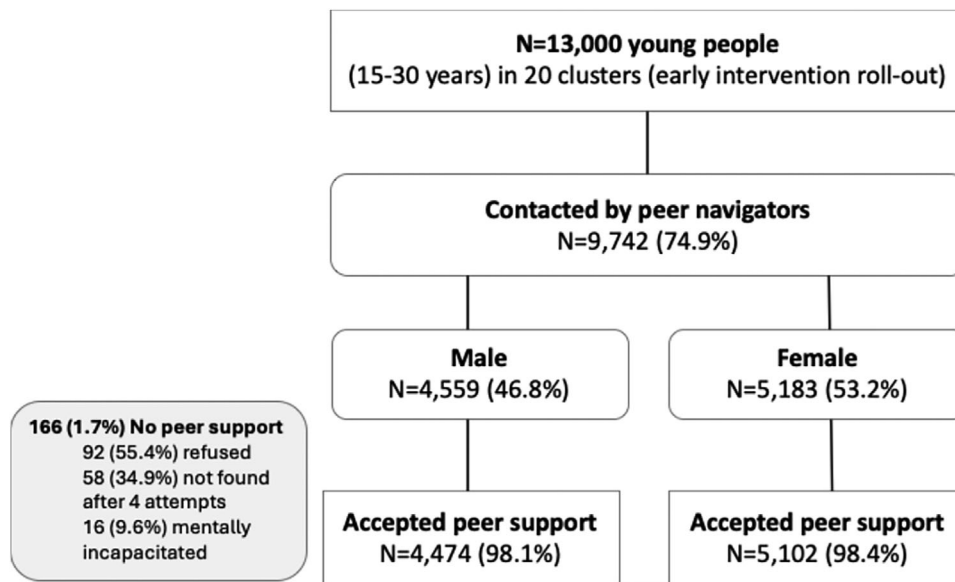 N=13,000 young people
(15-30 years) in 20 clusters (early intervention roll-out)
Contacted by peer navigators
N=9,742 (74.9%)
Male
N=4,559 (46.8%)
Female
N=5,183 (53.2%)
166 (1.7%) No peer support
92 (55.4%) refused
58 (34.9%) not found
after 4 attempts
16 (9.6%) mentally
incapacitated
Accepted peer support
N=4,474 (98.1%)
Accepted peer support
N=5,102 (98.4%)